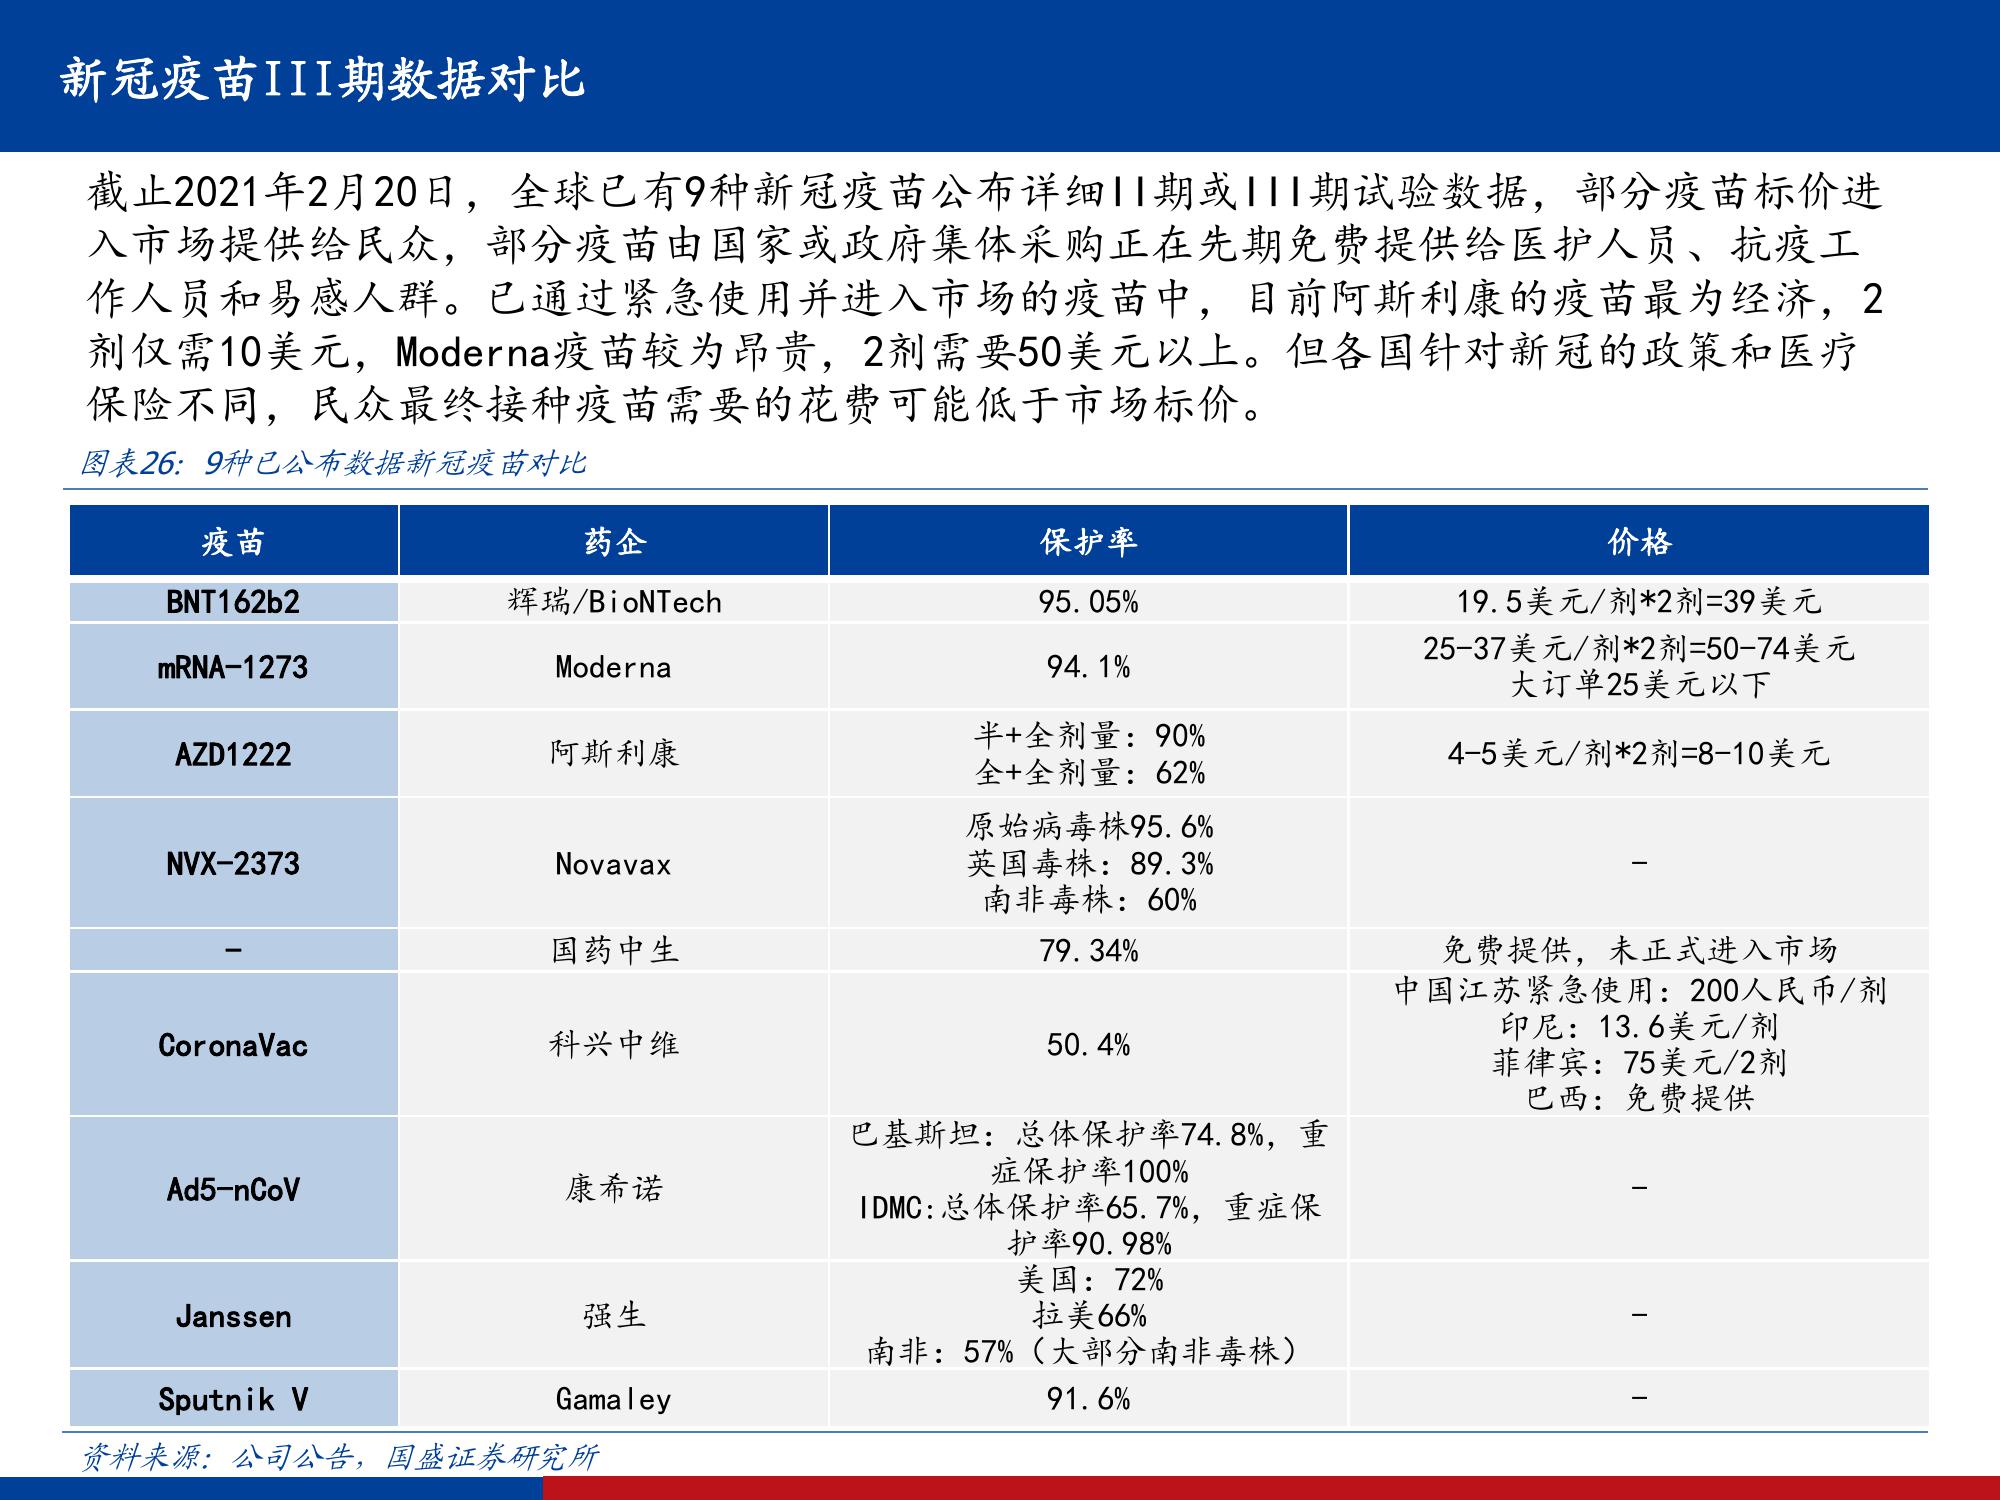 新冠疫苗III期数据对比
截止2021年2月20日，全球已有9种新冠疫苗公布详细II期或III期试验数据，部分疫苗标价进
入市场提供给民众，部分疫苗由国家或政府集体采购正在先期免费提供给医护人员、抗疫工
作人员和易感人群。已通过紧急使用并进入市场的疫苗中，目前阿斯利康的疫苗最为经济，2
剂仅需10美元，Moderna疫苗较为昂贵，2剂需要50美元以上。但各国针对新冠的政策和医疗
保险不同，民众最终接种疫苗需要的花费可能低于市场标价。
图表26：9种已公布数据新冠疫苗对比
疫苗 药企 保护率 价格
BNT162b2 辉瑞/BioNTech 95.05% 19.5美元/剂*2剂=39美元
mRNA-1273 Moderna 94.1% 25-37美元/剂*2剂=50-74美元
大订单25美元以下
AZD1222 阿斯利康 半+全剂量：90% 4-5美元/剂*2剂=8-10美元
全+全剂量：62%
原始病毒株95.6%
NVX-2373 Novavax 英国毒株：89.3% -
南非毒株：60%
- 国药中生 79.34% 免费提供，未正式进入市场
CoronaVac 科兴中维 50.4% 中国江苏紧急使用：200人民币/剂
印尼：13.6美元/剂
菲律宾：75美元/2剂
巴西：免费提供
Ad5-nCoV 康希诺 巴基斯坦：总体保护率74.8%，重 -
症保护率100%
IDMC:总体保护率65.7%，重症保
护率90.98%
美国：72%
Janssen 强生 拉美66% -
南非：57%（大部分南非毒株）
Sputnik V Gamaley 91.6% -
资料来源：公司公告，国盛证券研究所